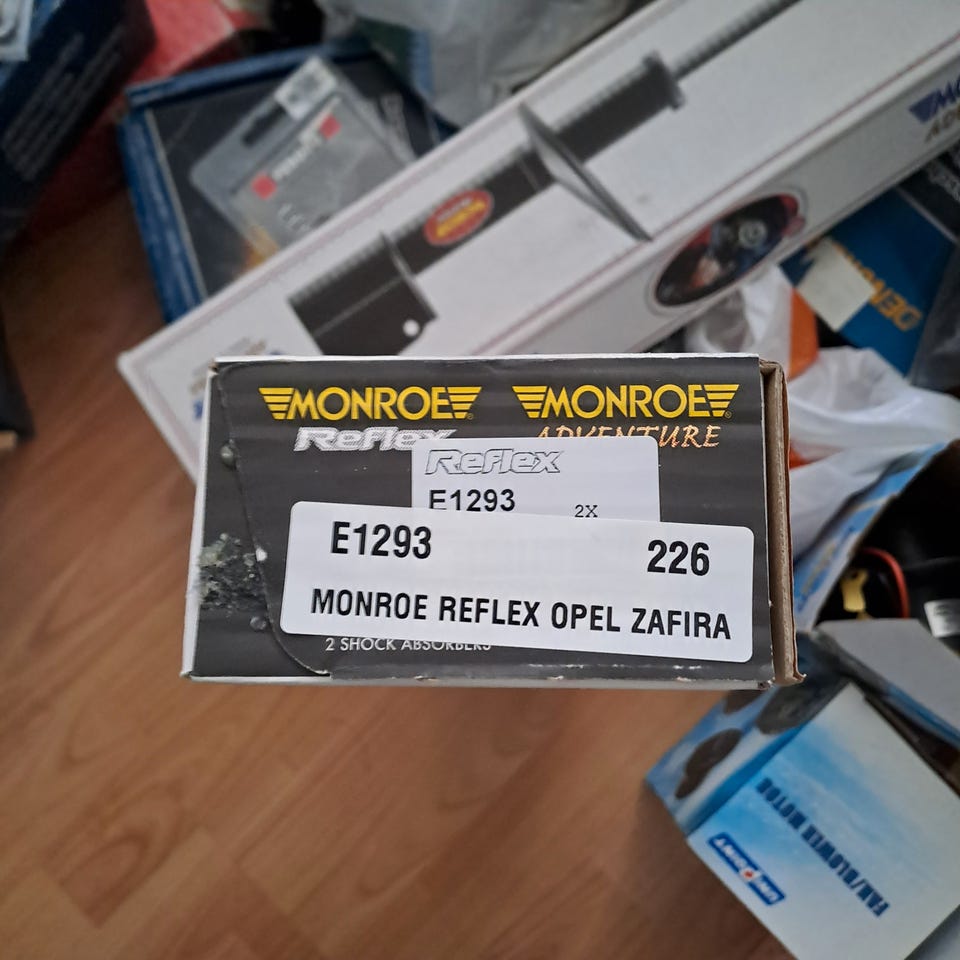 MONROE MONROE
Reflex ADVENTURE
Reflex
E1293 2X
E1293 226
MONROE REFLEX OPEL ZAFIRA
2 SHOCK ABSORBERS
FAN/BLOWER MOTOR